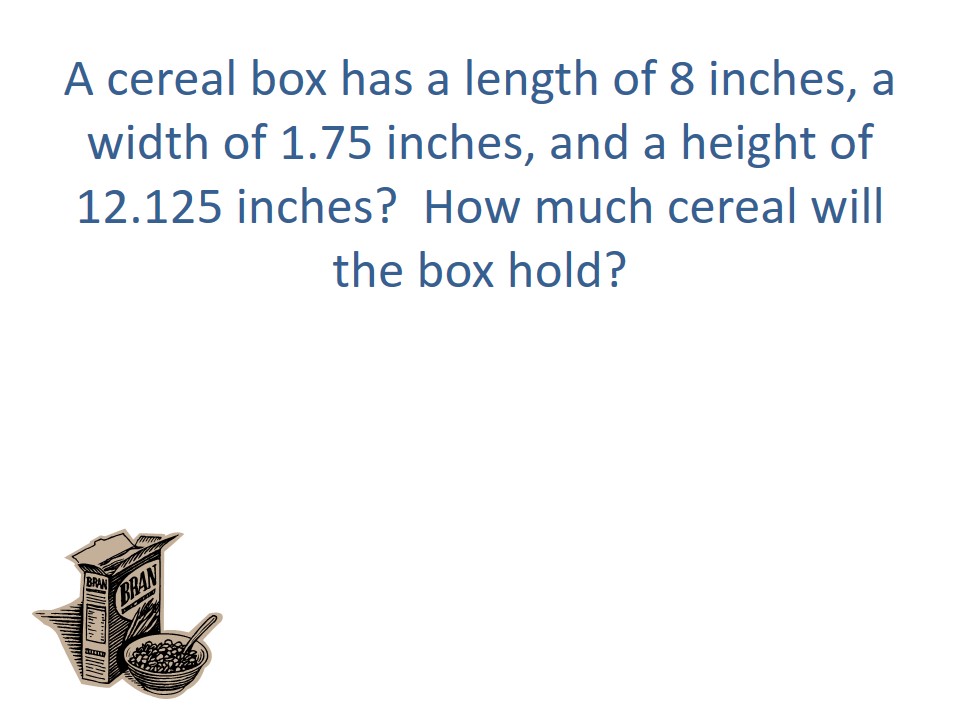 A cereal box has a length of 8 inches, a
width of 1.75 inches, and a height of
12.125 inches?  How much cereal will
the box hold?
BRAN
BRAN